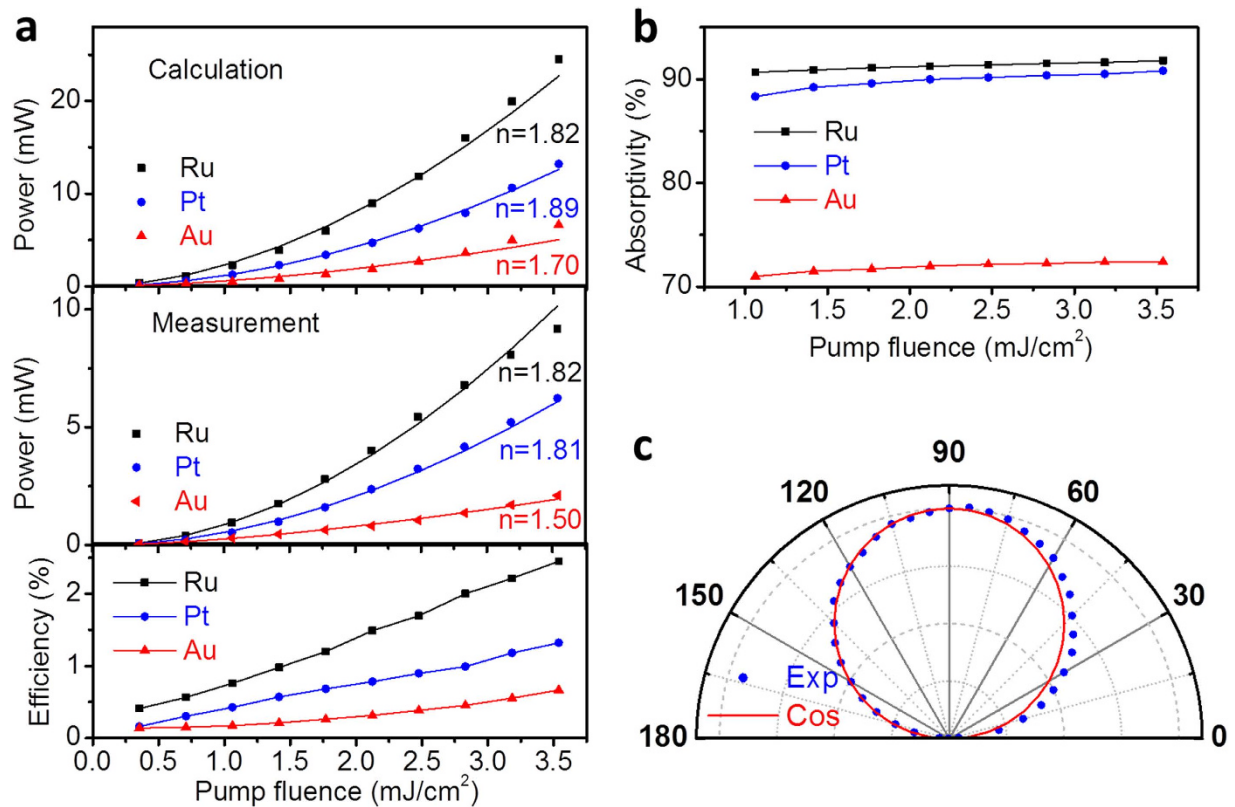 a
Calculation
Power (mW)
20
10
0
Ru
Pt
Au
n=1.82
n=1.89
n=1.70
Measurement
Power (mW)
10
5
0
Ru
Pt
Au
n=1.82
n=1.81
n=1.50
Efficiency (%)
2
1
0
Ru
Pt
Au
0.0 0.5 1.0 1.5 2.0 2.5 3.0 3.5
Pump fluence (mJ/cm²)
b
Absorptivity (%)
90
80
70
Ru
Pt
Au
1.0 1.5 2.0 2.5 3.0 3.5
Pump fluence (mJ/cm²)
c
90
120 60
150 30
180 0
Exp
Cos